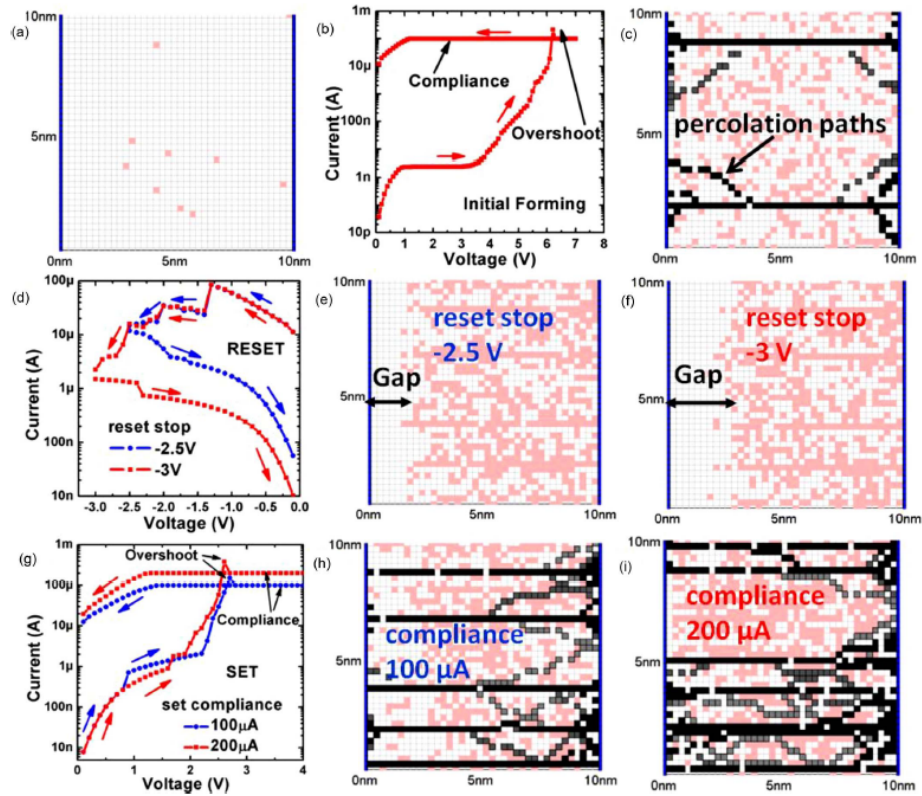 (a)
10nm
5nm
0nm
5nm
10nm
(b)
1m
10µ
1n
10p
Current (A)
Compliance
Overshoot
Initial Forming
0 1 2 3 4 5 6 7 8
Voltage (V)
(c)
10nm
5nm
percolation paths
0nm
5nm
10nm
(d)
100µ
10µ
1µ
100n
10n
Current (A)
RESET
reset stop
-2.5V
-3V
-3.0 -2.5 -2.0 -1.5 -1.0 -0.5 0.0
Voltage (V)
(e)
10nm
reset stop
-2.5 V
Gap
5nm
0nm
5nm
10nm
(f)
10nm
reset stop
-3 V
Gap
5nm
0nm
5nm
10nm
(g)
1m
100µ
10µ
1µ
100n
10n
Current (A)
Overshoot
Compliance
SET
set compliance
100µA
200µA
0 1 2 3 4
Voltage (V)
(h)
10nm
compliance
100 µA
5nm
0nm
5nm
10nm
(i)
10nm
compliance
200 µA
5nm
0nm
5nm
10nm